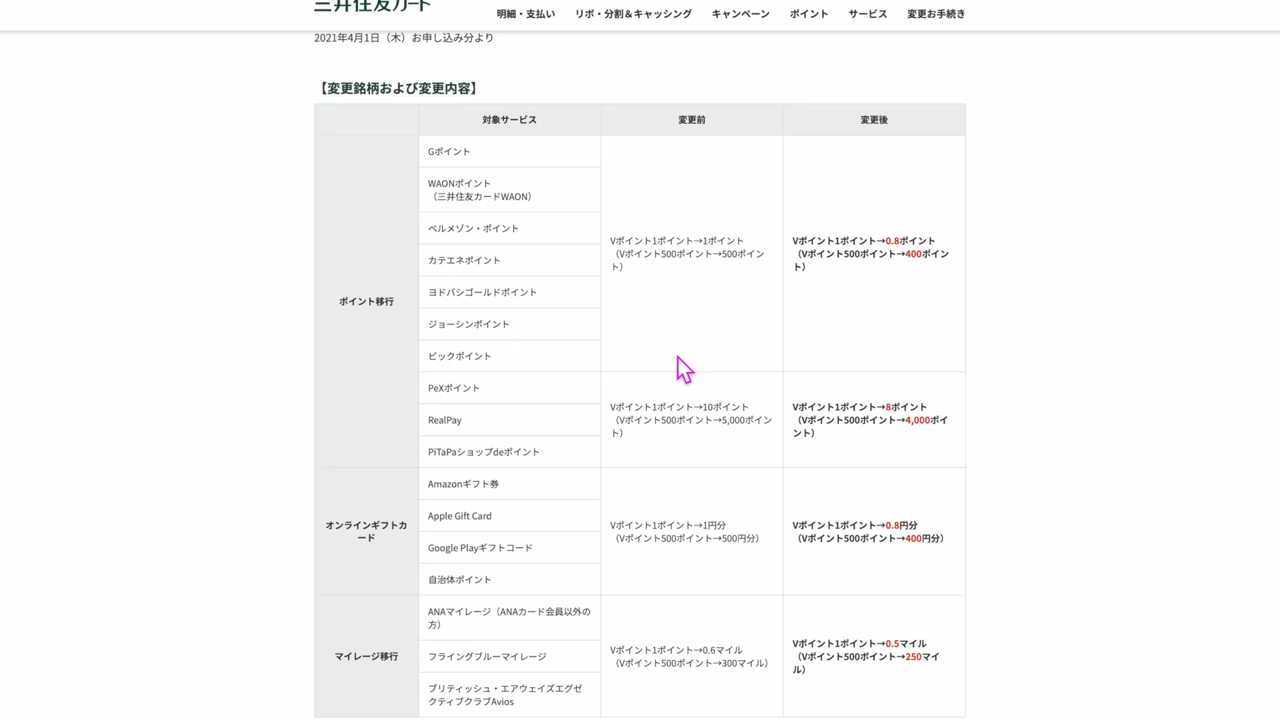 三井住友カード
明細・支払い リボ・分割＆キャッシング キャンペーン ポイント サービス 変更お手続き
2021年4月1日（木）お申し込み分より
【変更銘柄および変更内容】
対象サービス 変更前 変更後
ポイント移行
Gポイント
WAONポイント
（三井住友カードWAON）
ベルメゾン・ポイント
カテエネポイント
ヨドバシゴールドポイント
ジョーシンポイント
ビックポイント
Vポイント1ポイント→1ポイント
（Vポイント500ポイント→500ポイン
ト）
Vポイント1ポイント→0.8ポイント
（Vポイント500ポイント→400ポイン
ト）
PeXポイント
RealPay
PiTaPaショップdeポイント
Vポイント1ポイント→10ポイント
（Vポイント500ポイント→5,000ポイン
ト）
Vポイント1ポイント→8ポイント
（Vポイント500ポイント→4,000ポイ
ント）
オンラインギフトカ
ード
Amazonギフト券
Apple Gift Card
Google Playギフトコード
自治体ポイント
Vポイント1ポイント→1円分
（Vポイント500ポイント→500円分）
Vポイント1ポイント→0.8円分
（Vポイント500ポイント→400円分）
マイレージ移行
ANAマイレージ（ANAカード会員以外の
方）
フライングブルーマイレージ
ブリティッシュ・エアウェイズエグゼ
クティブクラブAvios
Vポイント1ポイント→0.6マイル
（Vポイント500ポイント→300マイル）
Vポイント1ポイント→0.5マイル
（Vポイント500ポイント→250マイ
ル）